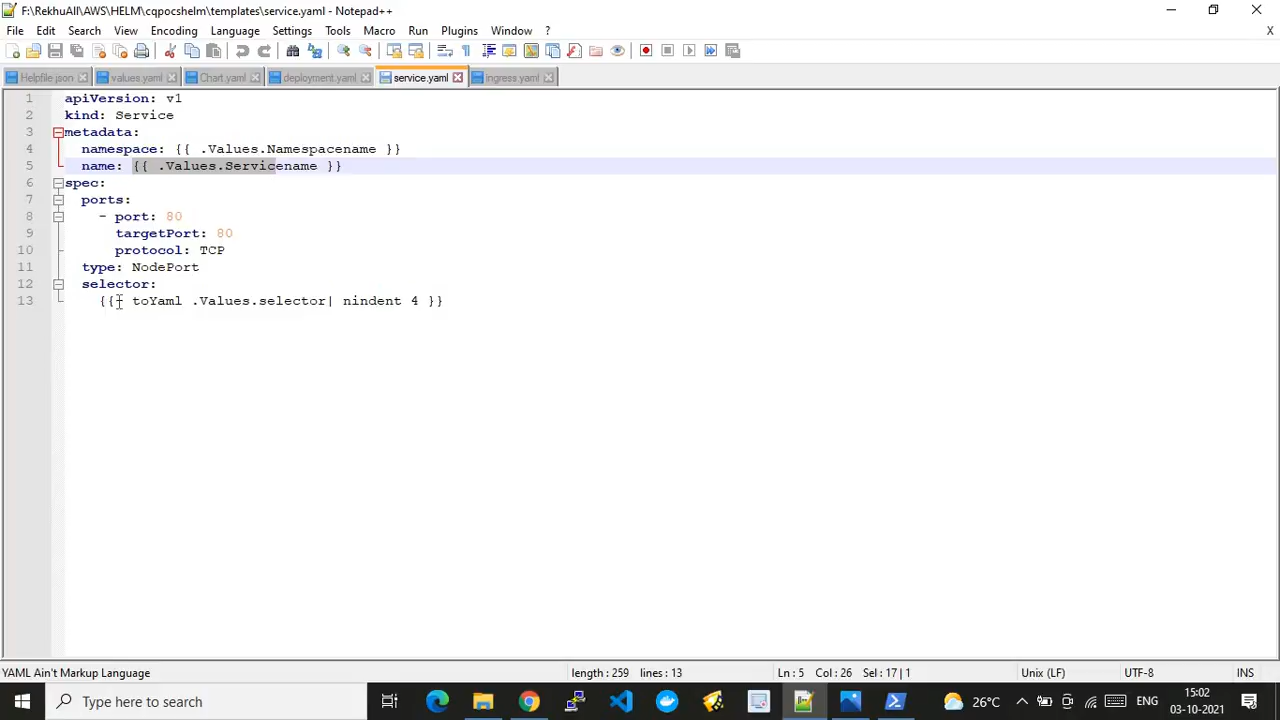 F:\RekhuAll\AWS\HELM\cqpocshelm\templates\service.yaml - Notepad++
File Edit Search View Encoding Language Settings Tools Macro Run Plugins Window ? X
Helpfile.json values.yaml Chart.yaml deployment.yaml service.yaml ingress.yaml
1 apiVersion: v1
2 kind: Service
3 metadata:
4 namespace: {{ .Values.Namespacename }}
5 name: {{ .Values.Servicename }}
6 spec:
7 ports:
8 - port: 80
9 targetPort: 80
10 protocol: TCP
11 type: NodePort
12 selector:
13 {{- toYaml .Values.selector| nindent 4 }}
YAML Ain't Markup Language length : 259 lines : 13 Ln : 5 Col : 26 Sel : 17 | 1 Unix (LF) UTF-8 INS
Type here to search 26°C ENG 15:02
03-10-2021